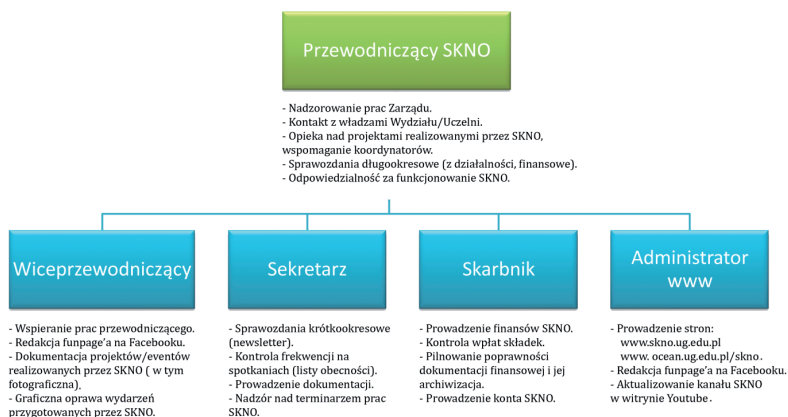 Przewodniczący SKNO
- Nadzorowanie prac Zarządu.
- Kontakt z władzami Wydziału/Uczelni.
- Opieka nad projektami realizowanymi przez SKNO,
wspomaganie koordynatorów.
- Sprawozdania długookresowe (z działalności, finansowe).
- Odpowiedzialność za funkcjonowanie SKNO.
Wiceprzewodniczący
- Wspieranie prac przewodniczącego.
- Redakcja funpage'a na Facebooku.
- Dokumentacja projektów/eventów
realizowanych przez SKNO ( w tym
fotograficzna).
- Graficzna oprawa wydarzeń
przygotowanych przez SKNO.
Sekretarz
- Sprawozdania krótkookresowe
(newsletter).
- Kontrola frekwencji na
spotkaniach (listy obecności).
- Prowadzenie dokumentacji.
- Nadzór nad terminarzem prac
SKNO.
Skarbnik
- Prowadzenie finansów SKNO.
- Kontrola wpłat składek.
- Pilnowanie poprawności
dokumentacji finansowej i jej
archiwizacja.
- Prowadzenie konta SKNO.
Administrator
www
- Prowadzenie stron:
www.skno.ug.edu.pl
www. ocean.ug.edu.pl/skno.
- Redakcja funpage'a na Facebooku.
- Aktualizowanie kanału SKNO
w witrynie Youtube.